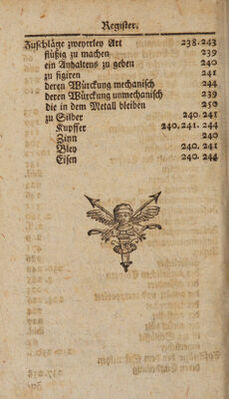 Register.
Zuschläge zweyerley Art 238.243
flüßig zu machen 239
ein Anhaltens zu geben 240
zu figiren 241
deren Würckung mechanisch 244
deren Würckung unmechanisch 239
die in dem Metall bleiben 250
zu Silber 240.241
Kupffer 240.241.244
Zinn 240
Bley 240.241
Eisen 240.244